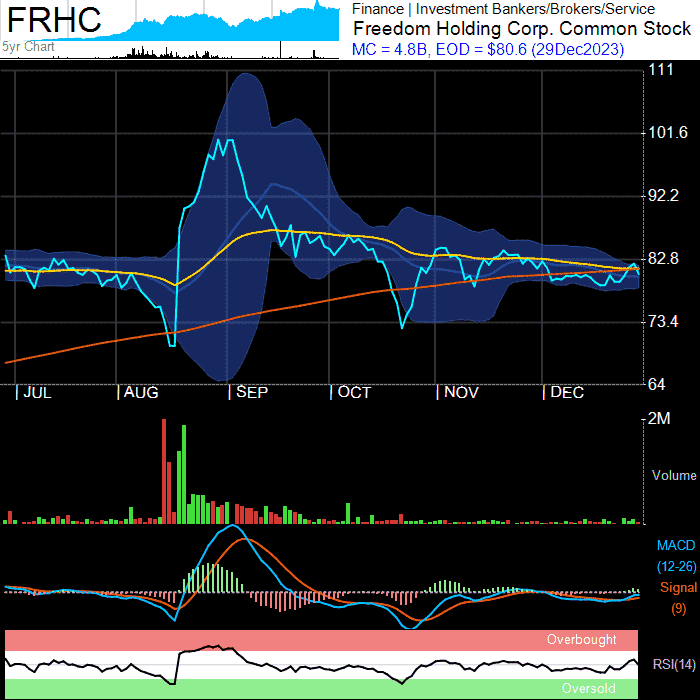 FRHC
5yr Chart
Finance | Investment Bankers/Brokers/Service
Freedom Holding Corp. Common Stock
MC = 4.8B, EOD = $80.6 (29Dec2023)
111
101.6
92.2
82.8
73.4
64
JUL AUG SEP OCT NOV DEC
2M
Volume
MACD
(12-26)
Signal
(9)
Overbought
RSI(14)
Oversold